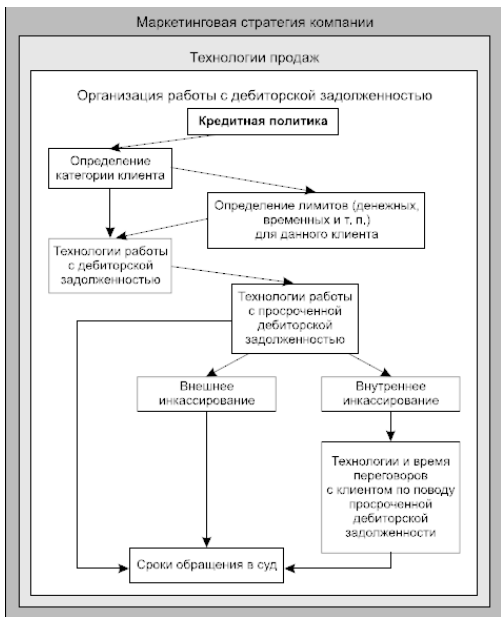 Маркетинговая стратегия компании
Технологии продаж
Организация работы с дебиторской задолженностью
Кредитная политика
Определение
категории клиента
Определение лимитов (денежных,
временных и т, п,)
для данного клиента
Технологии работы
с дебиторской
задолженностью
Технологии работы
с просроченной
дебиторской
задолженностью
Внешнее
инкассирование
Внутреннее
инкассирование
Технологии и время
переговоров
с клиентом по поводу
просроченной
дебиторской
задолженности
Сроки обращения в суд